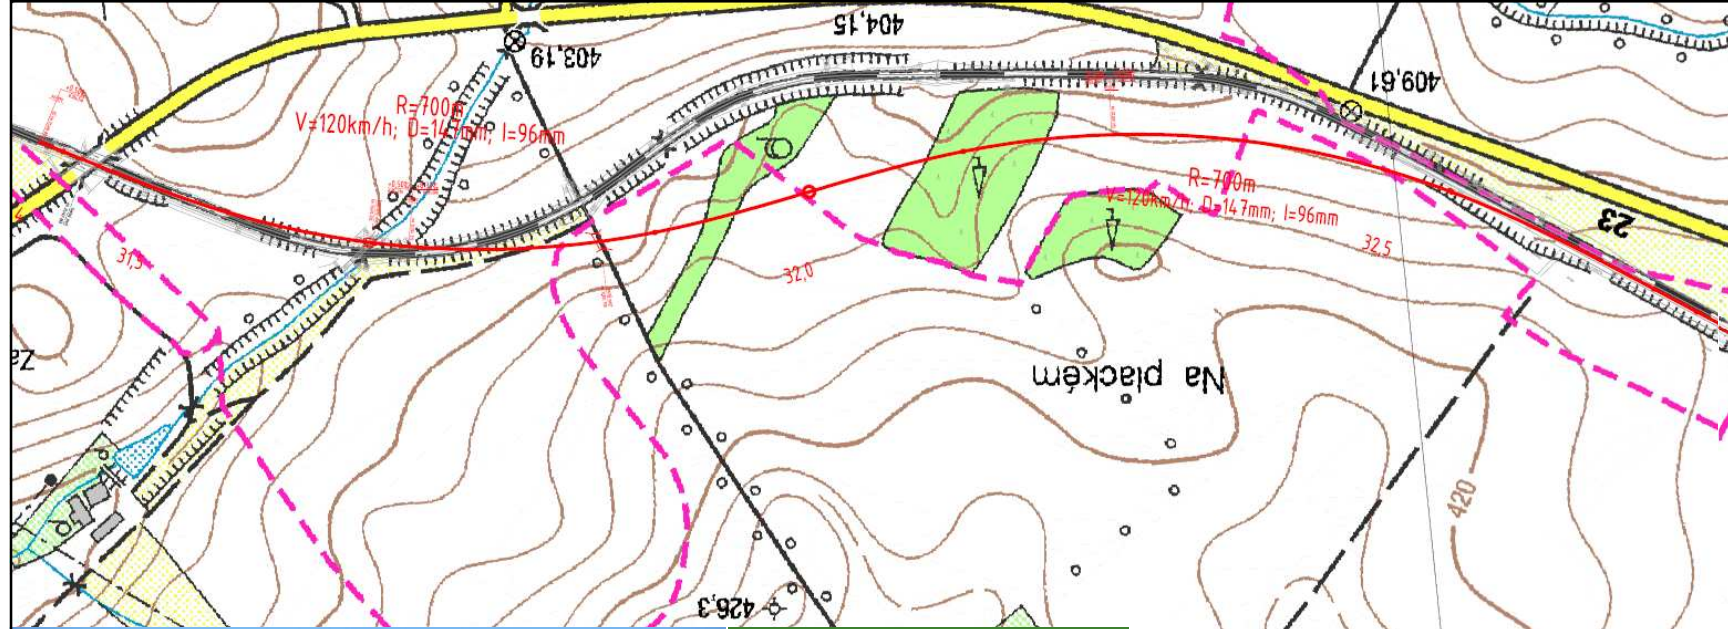 404,15
403,19
409,61
R=700m
V=120km/h; D=147mm; I=96mm
R=700m
V=120km/h; D=147mm; I=96mm
23
31,5
32,0
32,5
Za
Na plackém
420
426,3